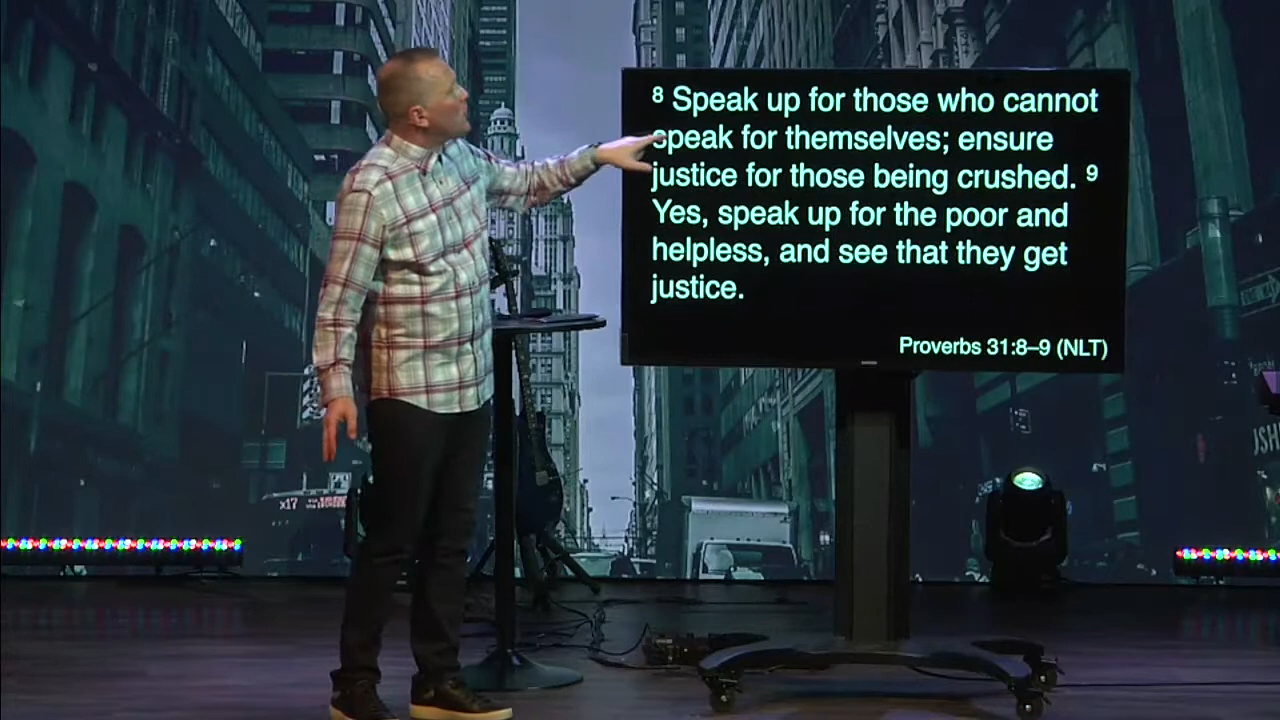 ⁸ Speak up for those who cannot
speak for themselves; ensure
justice for those being crushed. ⁹
Yes, speak up for the poor and
helpless, and see that they get
justice.
Proverbs 31:8–9 (NLT)
x17